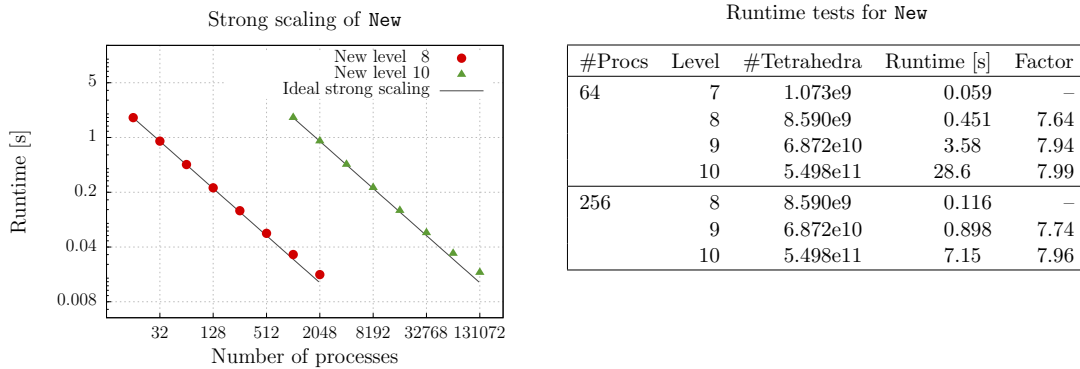 Strong scaling of New
New level 8
New level 10
Ideal strong scaling
5
1
0.2
0.04
0.008
Runtime [s]
32 128 512 2048 8192 32768 131072
Number of processes
Runtime tests for New
#Procs Level #Tetrahedra Runtime [s] Factor
64 7 1.073e9 0.059 –
8 8.590e9 0.451 7.64
9 6.872e10 3.58 7.94
10 5.498e11 28.6 7.99
256 8 8.590e9 0.116 –
9 6.872e10 0.898 7.74
10 5.498e11 7.15 7.96